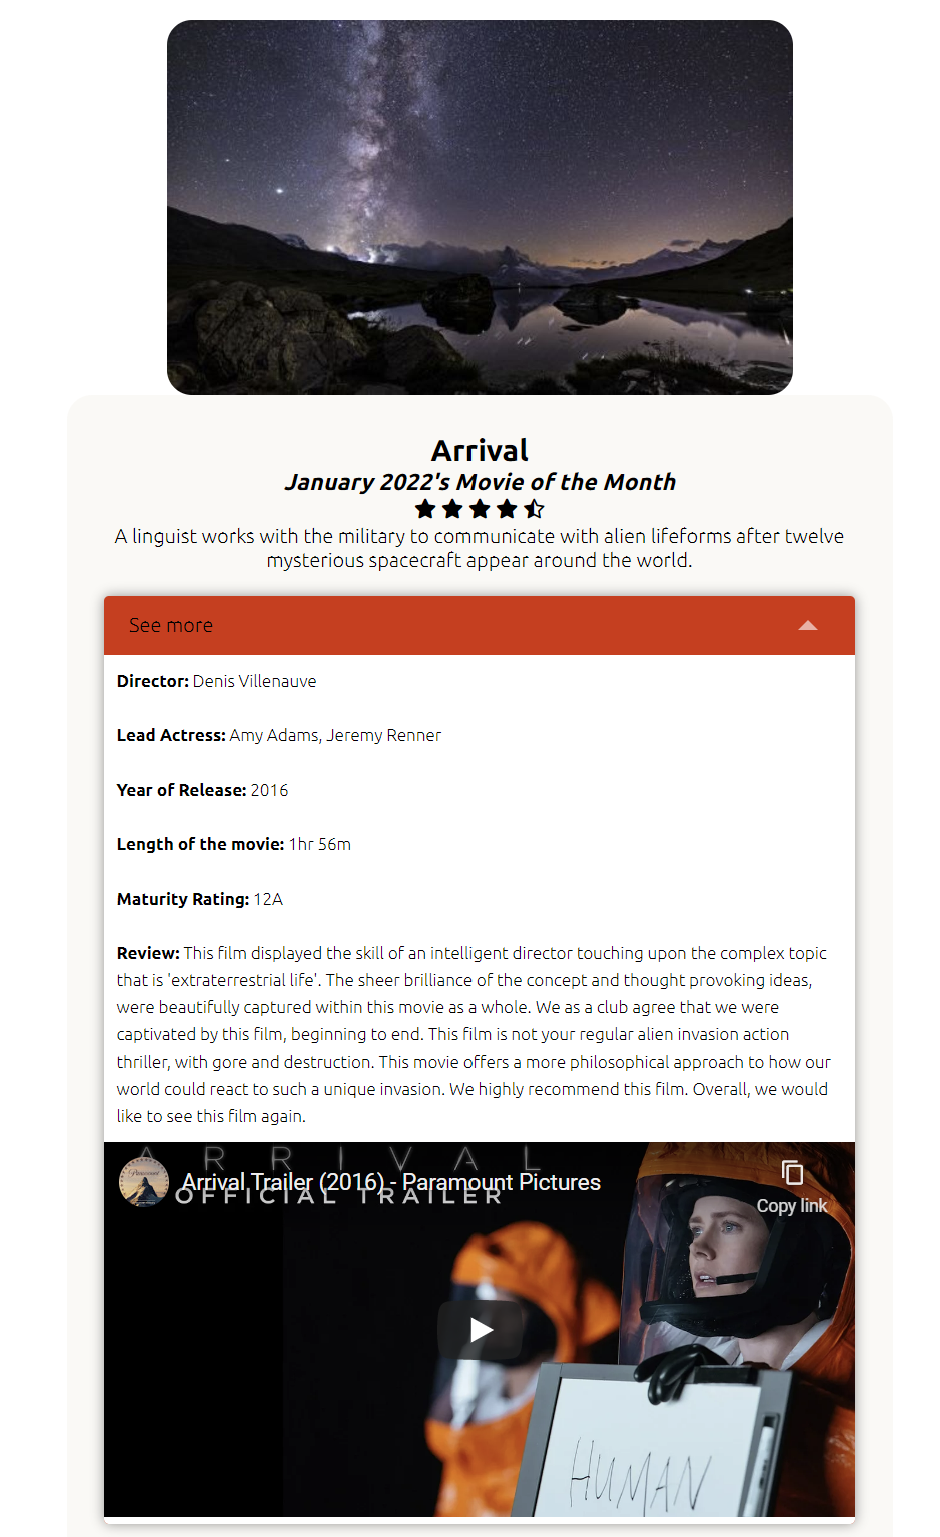 Arrival
January 2022's Movie of the Month
A linguist works with the military to communicate with alien lifeforms after twelve
mysterious spacecraft appear around the world.
See more
Director: Denis Villenauve
Lead Actress: Amy Adams, Jeremy Renner
Year of Release: 2016
Length of the movie: 1hr 56m
Maturity Rating: 12A
Review: This film displayed the skill of an intelligent director touching upon the complex topic
that is 'extraterrestrial life'. The sheer brilliance of the concept and thought provoking ideas,
were beautifully captured within this movie as a whole. We as a club agree that we were
captivated by this film, beginning to end. This film is not your regular alien invasion action
thriller, with gore and destruction. This movie offers a more philosophical approach to how our
world could react to such a unique invasion. We highly recommend this film. Overall, we would
like to see this film again.
ARRIVAL
Paramount
Arrival Trailer (2016) - Paramount Pictures
OFFICIAL TRAILER
Copy link
HUMAN